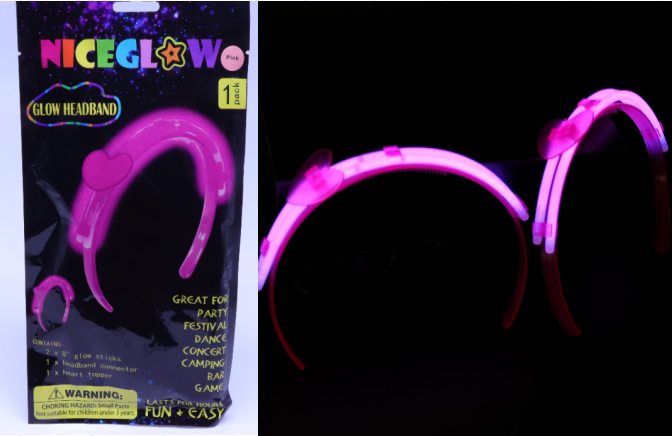 NICEGLOW
Pink
1 pack
GLOW HEADBAND
GREAT FOR
PARTY
FESTIVAL
DANCE
CONCERT
CAMPING
BAR
GAME
CONTAINS:
2 x 8" glow sticks
1 x headband connector
1 x heart topper
WARNING:
CHOKING HAZARD: Small Parts
Not suitable for children under 3 years.
LASTS FOR HOURS
FUN + EASY